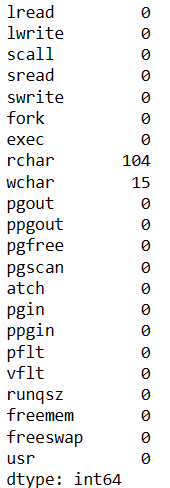 lread 0
lwrite 0
scall 0
sread 0
swrite 0
fork 0
exec 0
rchar 104
wchar 15
pgout 0
ppgout 0
pgfree 0
pgscan 0
atch 0
pgin 0
ppgin 0
pflt 0
vflt 0
runqsz 0
freemem 0
freeswap 0
usr 0
dtype: int64